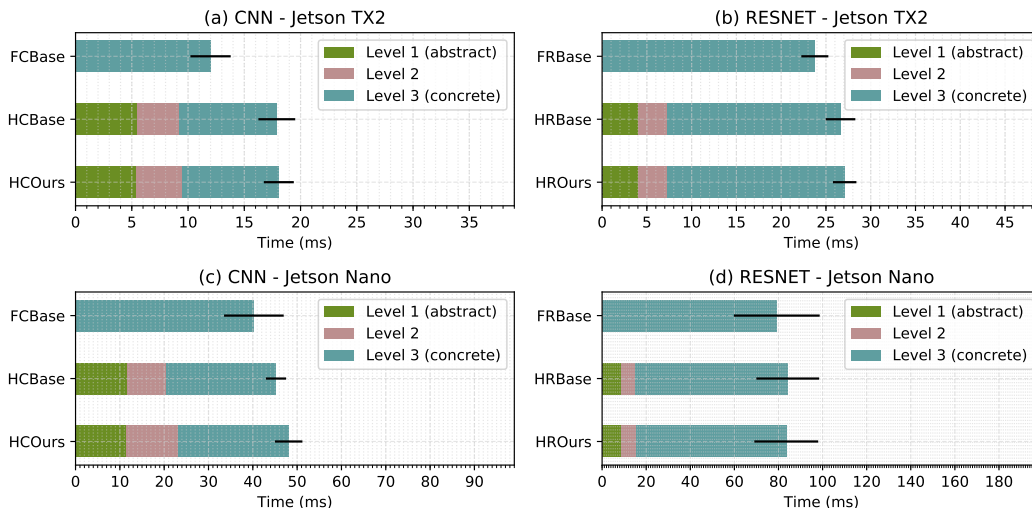 (a) CNN - Jetson TX2
FCBase
HCBase
HCOurs
Level 1 (abstract)
Level 2
Level 3 (concrete)
0 5 10 15 20 25 30 35
Time (ms)
(b) RESNET - Jetson TX2
FRBase
HRBase
HROurs
Level 1 (abstract)
Level 2
Level 3 (concrete)
0 5 10 15 20 25 30 35 40 45
Time (ms)
(c) CNN - Jetson Nano
FCBase
HCBase
HCOurs
Level 1 (abstract)
Level 2
Level 3 (concrete)
0 10 20 30 40 50 60 70 80 90
Time (ms)
(d) RESNET - Jetson Nano
FRBase
HRBase
HROurs
Level 1 (abstract)
Level 2
Level 3 (concrete)
0 20 40 60 80 100 120 140 160 180
Time (ms)